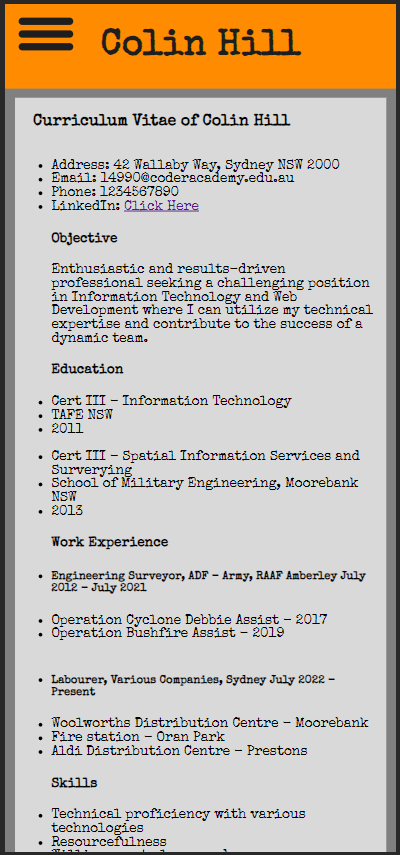 Colin Hill
Curriculum Vitae of Colin Hill
Address: 42 Wallaby Way, Sydney NSW 2000
Email: 14990@coderacademy.edu.au
Phone: 1234567890
LinkedIn: Click Here
Objective
Enthusiastic and results-driven
professional seeking a challenging position
in Information Technology and Web
Development where I can utilize my technical
expertise and contribute to the success of a
dynamic team.
Education
Cert III - Information Technology
TAFE NSW
2011
Cert III - Spatial Information Services and
Surverying
School of Military Engineering, Moorebank
NSW
2013
Work Experience
Engineering Surveyor, ADF - Army, RAAF Amberley July
2012 - July 2021
Operation Cyclone Debbie Assist - 2017
Operation Bushfire Assist - 2019
Labourer, Various Companies, Sydney July 2022 -
Present
Woolworths Distribution Centre - Moorebank
Fire station - Oran Park
Aldi Distribution Centre - Prestons
Skills
Technical proficiency with various
technologies
Resourcefulness